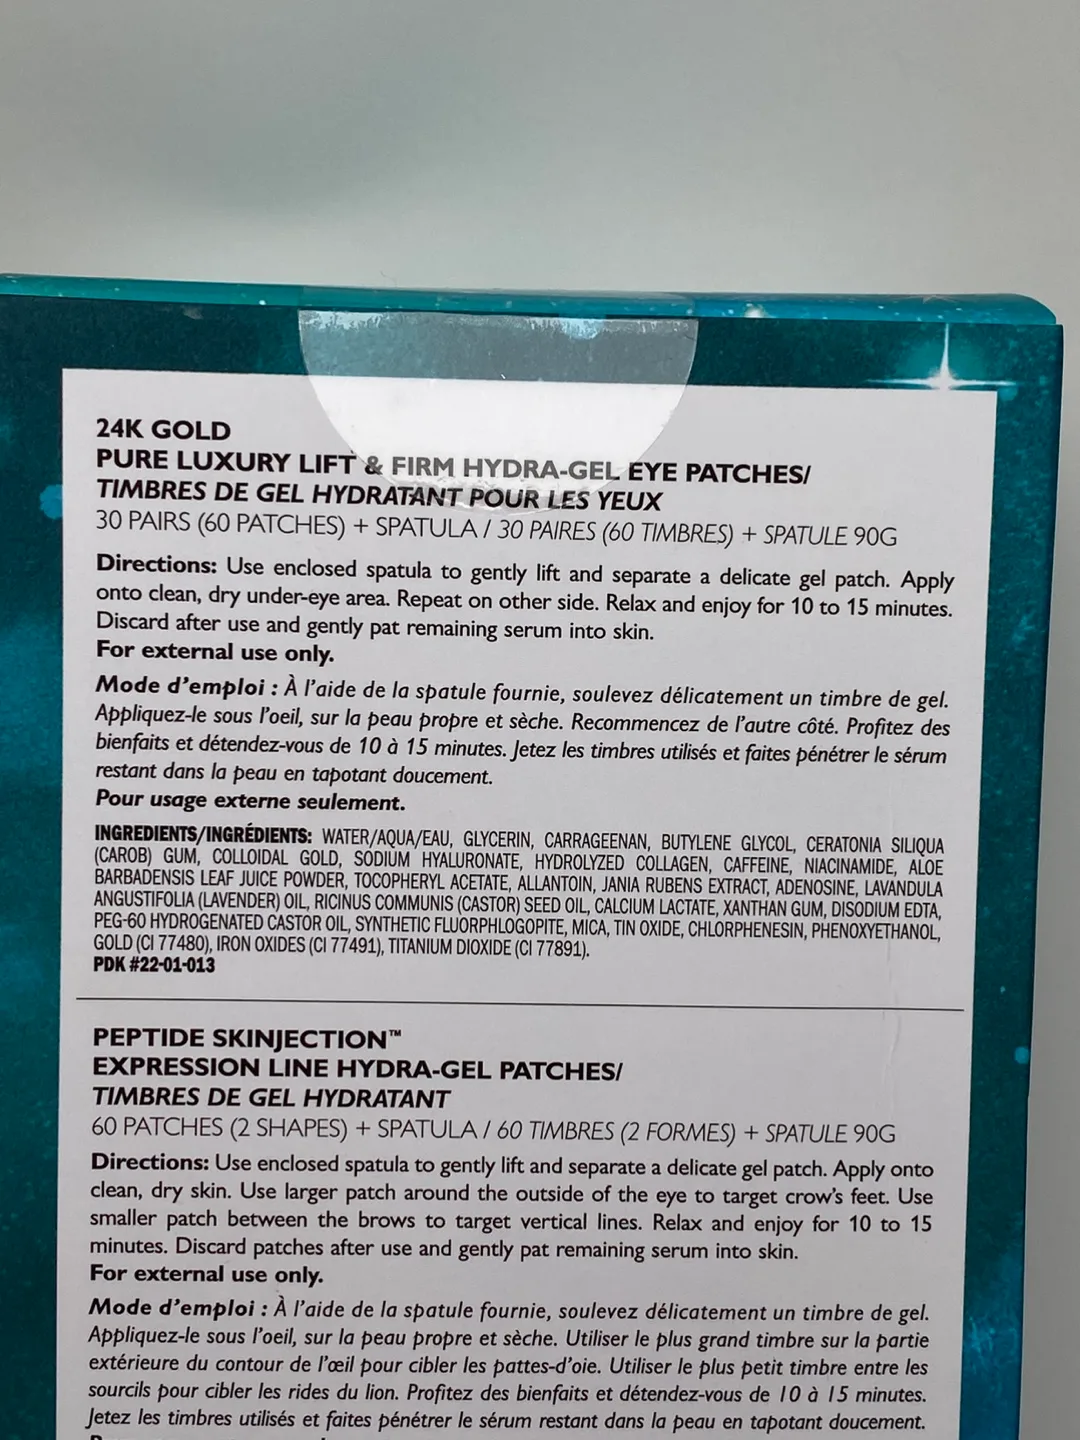 24K GOLD
PURE LUXURY LIFT & FIRM HYDRA-GEL EYE PATCHES/
TIMBRES DE GEL HYDRATANT POUR LES YEUX
30 PAIRS (60 PATCHES) + SPATULA / 30 PAIRES (60 TIMBRES) + SPATULE 90G
Directions: Use enclosed spatula to gently lift and separate a delicate gel patch. Apply
onto clean, dry under-eye area. Repeat on other side. Relax and enjoy for 10 to 15 minutes.
Discard after use and gently pat remaining serum into skin.
For external use only.
Mode d'emploi : À l'aide de la spatule fournie, soulevez délicatement un timbre de gel.
Appliquez-le sous l'oeil, sur la peau propre et sèche. Recommencez de l'autre côté. Profitez des
bienfaits et détendez-vous de 10 à 15 minutes. Jetez les timbres utilisés et faites pénétrer le sérum
restant dans la peau en tapotant doucement.
Pour usage externe seulement.
INGREDIENTS/INGRÉDIENTS: WATER/AQUA/EAU, GLYCERIN, CARRAGEENAN, BUTYLENE GLYCOL, CERATONIA SILIQUA
(CAROB) GUM, COLLOIDAL GOLD, SODIUM HYALURONATE, HYDROLYZED COLLAGEN, CAFFEINE, NIACINAMIDE, ALOE
BARBADENSIS LEAF JUICE POWDER, TOCOPHERYL ACETATE, ALLANTOIN, JANIA RUBENS EXTRACT, ADENOSINE, LAVANDULA
ANGUSTIFOLIA (LAVENDER) OIL, RICINUS COMMUNIS (CASTOR) SEED OIL, CALCIUM LACTATE, XANTHAN GUM, DISODIUM EDTA,
PEG-60 HYDROGENATED CASTOR OIL, SYNTHETIC FLUORPHLOGOPITE, MICA, TIN OXIDE, CHLORPHENESIN, PHENOXYETHANOL,
GOLD (CI 77480), IRON OXIDES (CI 77491), TITANIUM DIOXIDE (CI 77891).
PDK #22-01-013
PEPTIDE SKINJECTION™
EXPRESSION LINE HYDRA-GEL PATCHES/
TIMBRES DE GEL HYDRATANT
60 PATCHES (2 SHAPES) + SPATULA / 60 TIMBRES (2 FORMES) + SPATULE 90G
Directions: Use enclosed spatula to gently lift and separate a delicate gel patch. Apply onto
clean, dry skin. Use larger patch around the outside of the eye to target crow's feet. Use
smaller patch between the brows to target vertical lines. Relax and enjoy for 10 to 15
minutes. Discard patches after use and gently pat remaining serum into skin.
For external use only.
Mode d'emploi : À l'aide de la spatule fournie, soulevez délicatement un timbre de gel.
Appliquez-le sous l'oeil, sur la peau propre et sèche. Utiliser le plus grand timbre sur la partie
extérieure du contour de l'œil pour cibler les pattes-d'oie. Utiliser le plus petit timbre entre les
sourcils pour cibler les rides du lion. Profitez des bienfaits et détendez-vous de 10 à 15 minutes.
Jetez les timbres utilisés et faites pénétrer le sérum restant dans la peau en tapotant doucement.